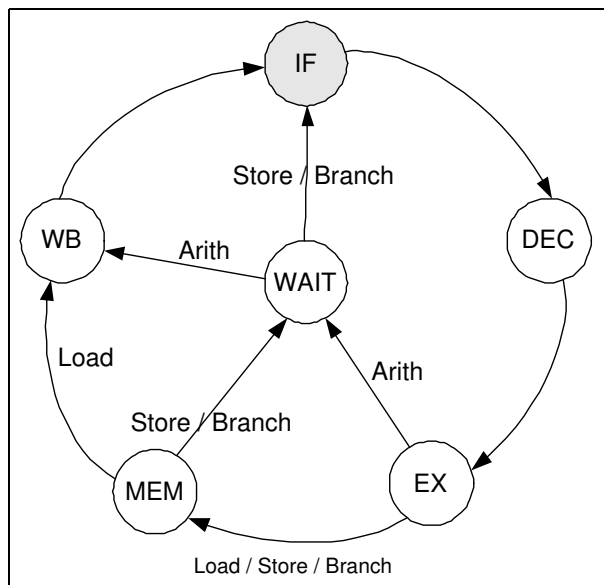 IF
Store / Branch
WB
Arith
DEC
WAIT
Load
Arith
Store / Branch
MEM
EX
Load / Store / Branch